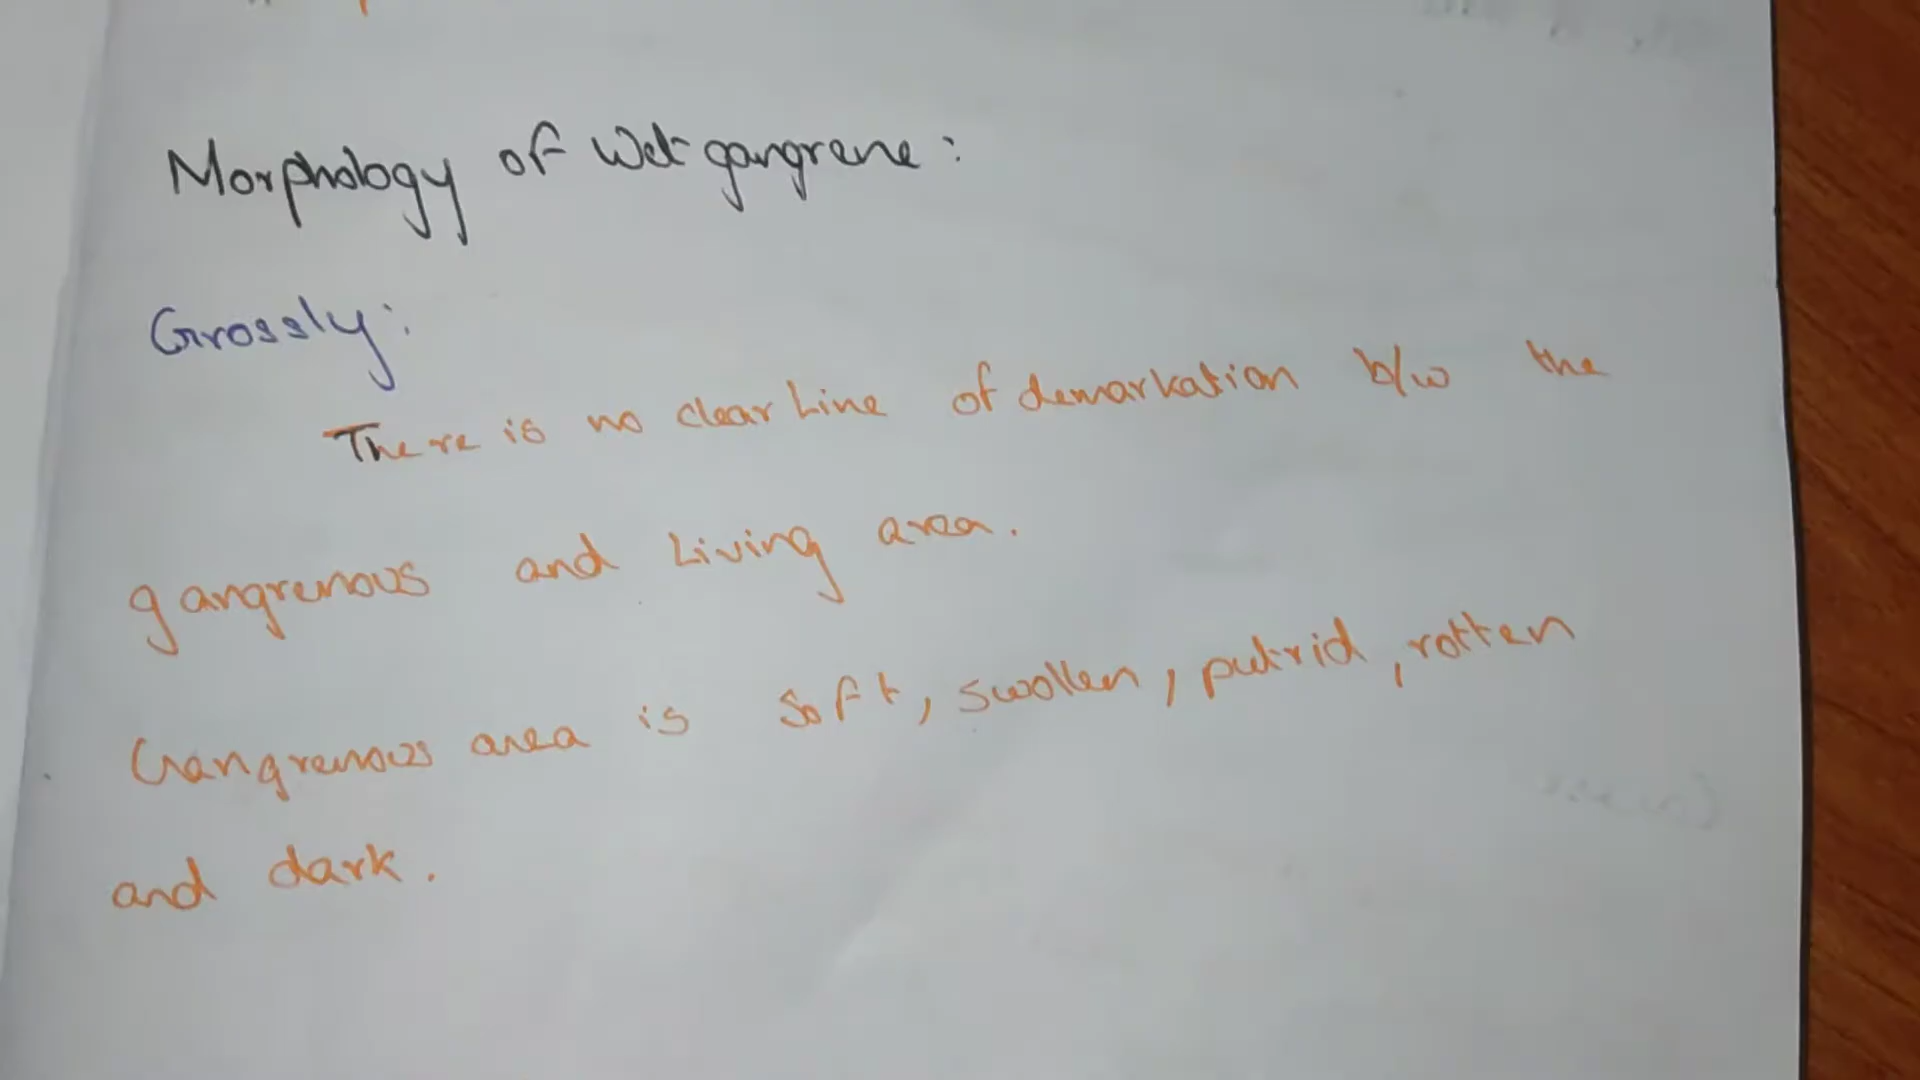 Morphology of Wet gangrene:
Grossly:
There is no clear Line of demarkation b/w the
gangrenous and Living area.
Gangrenous area is soft, swollen, putrid, rotten
and dark.